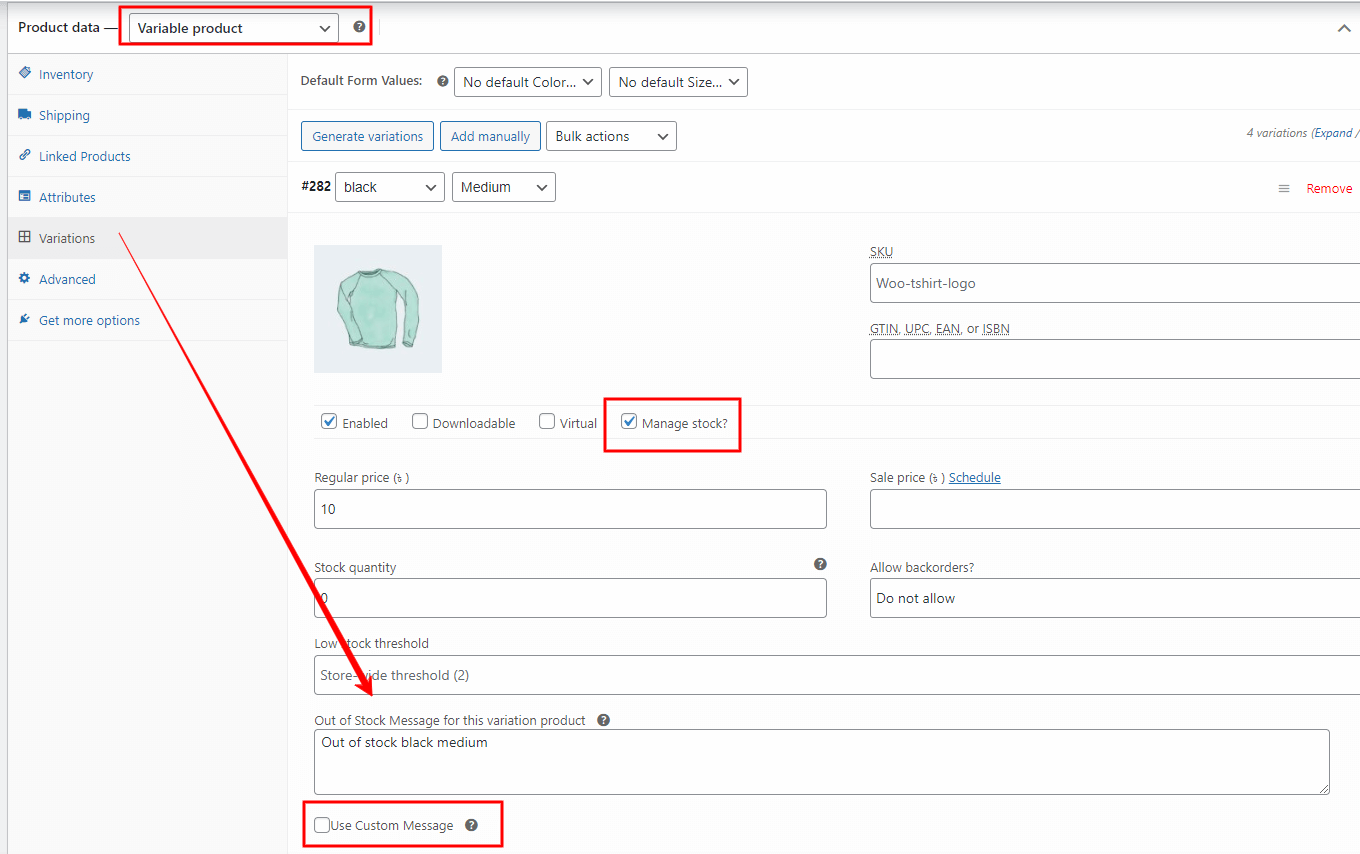 Product data — Variable product
Inventory
Shipping
Linked Products
Attributes
Variations
Advanced
Get more options
Default Form Values: No default Color... No default Size...
Generate variations Add manually Bulk actions 4 variations (Expand /
#282 black Medium Remove
SKU
Woo-tshirt-logo
GTIN, UPC, EAN, or ISBN
Enabled Downloadable Virtual Manage stock?
Regular price (৳ ) Sale price (৳ ) Schedule
10
Stock quantity Allow backorders?
0 Do not allow
Low stock threshold
Store-wide threshold (2)
Out of Stock Message for this variation product
Out of stock black medium
Use Custom Message